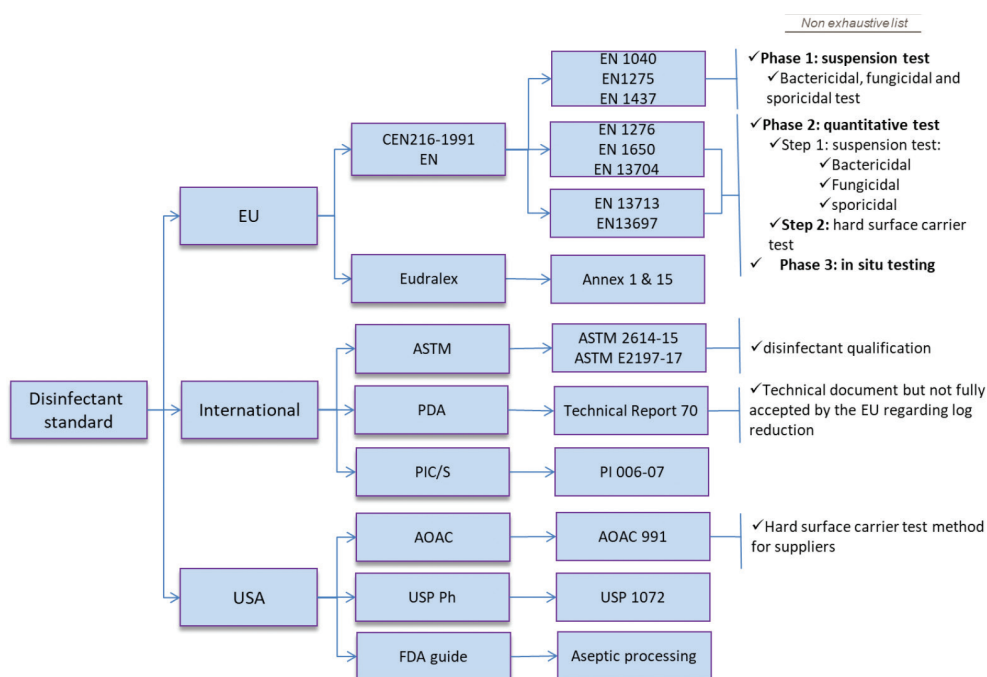 Non exhaustive list
EN 1040
EN1275
EN 1437
✓Phase 1: suspension test
✓Bactericidal, fungicidal and
sporicidal test
CEN216-1991
EN
EN 1276
EN 1650
EN 13704
EN 13713
EN13697
✓Phase 2: quantitative test
✓Step 1: suspension test:
✓Bactericidal
✓Fungicidal
✓sporicidal
✓Step 2: hard surface carrier
test
✓ Phase 3: in situ testing
EU
Eudralex
Annex 1 & 15
ASTM
ASTM 2614-15
ASTM E2197-17
✓disinfectant qualification
Disinfectant
standard
International
PDA
Technical Report 70
✓Technical document but not fully
accepted by the EU regarding log
reduction
PIC/S
PI 006-07
AOAC
AOAC 991
✓Hard surface carrier test method
for suppliers
USA
USP Ph
USP 1072
FDA guide
Aseptic processing